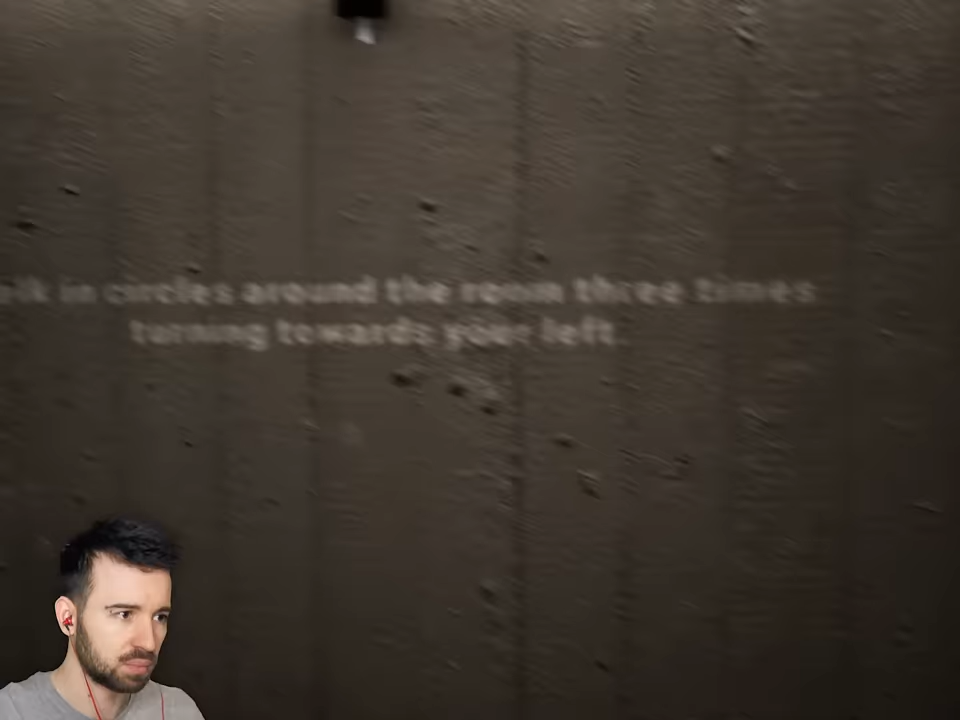 in circles around the room three times
turning towards your left.